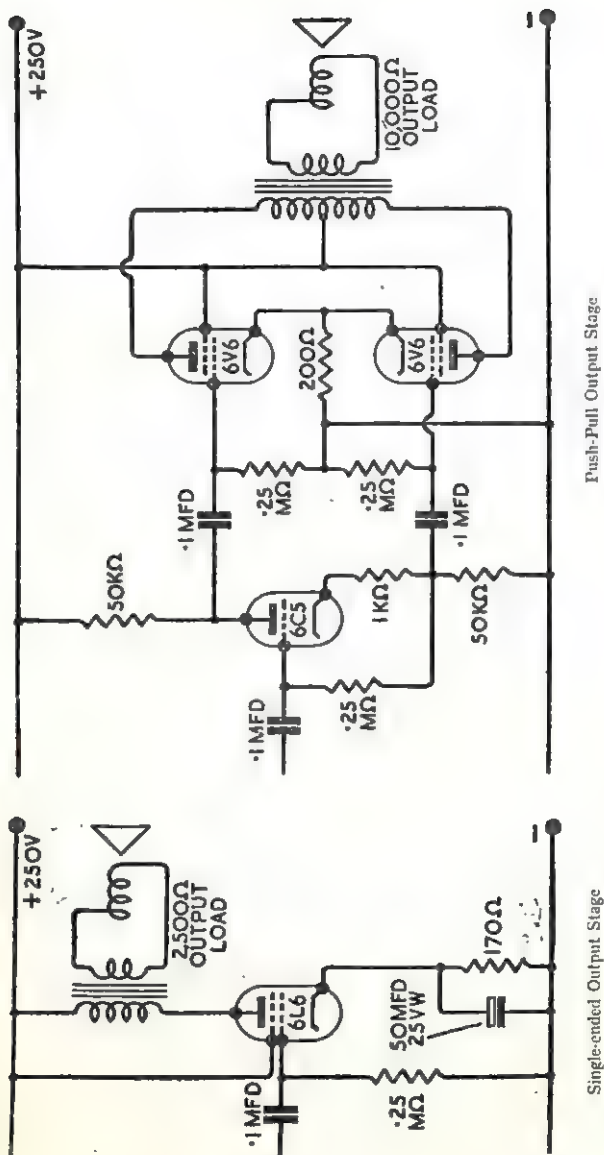 +250V
2,500Ω
OUTPUT
LOAD
6L6
·1 MFD
50MFD
25VW
·25
MΩ
170Ω
Single-ended Output Stage
+250V
50KΩ
·1 MFD
6V6
10,000Ω
OUTPUT
LOAD
·1 MFD
6C5
·25
MΩ
200Ω
·25
MΩ
1KΩ
·25
MΩ
·1 MFD
6V6
50KΩ
Push-Pull Output Stage